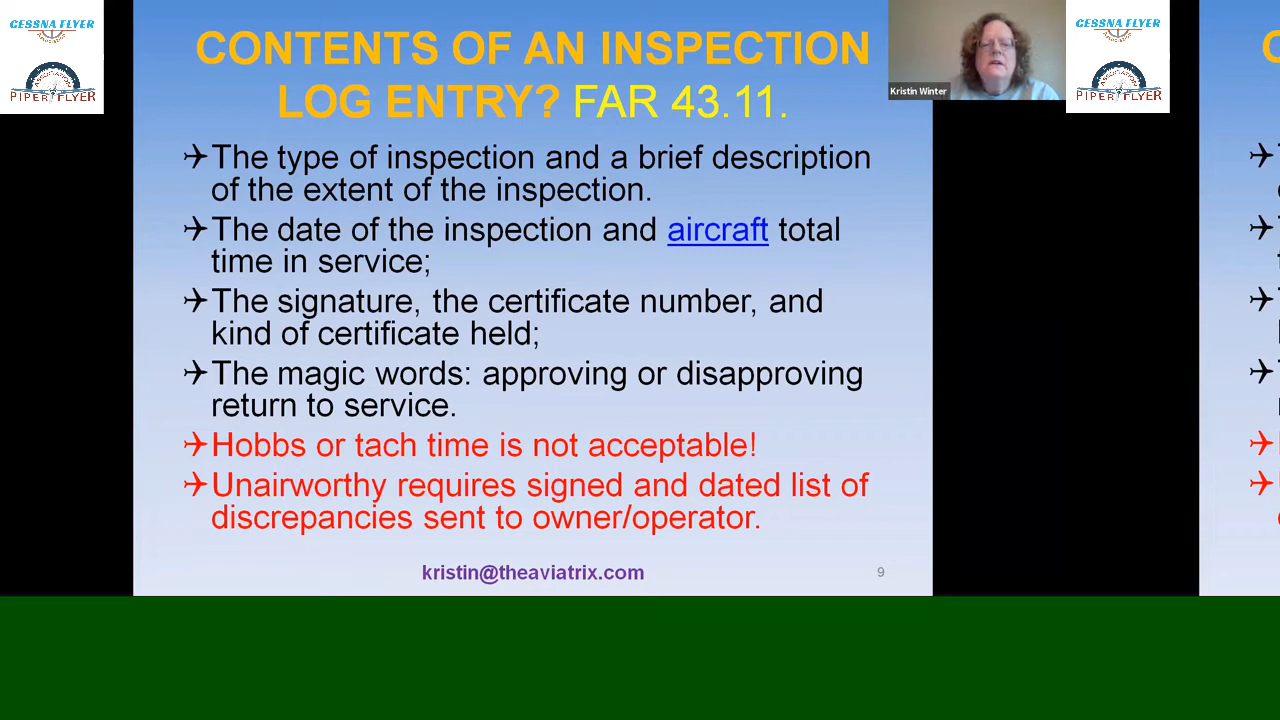 CESSNA FLYER
ASSOCIATION
ASSOCIATION
PIPER FLYER
CONTENTS OF AN INSPECTION
LOG ENTRY? FAR 43.11.
The type of inspection and a brief description
of the extent of the inspection.
The date of the inspection and aircraft total
time in service;
The signature, the certificate number, and
kind of certificate held;
The magic words: approving or disapproving
return to service.
Hobbs or tach time is not acceptable!
Unairworthy requires signed and dated list of
discrepancies sent to owner/operator.
kristin@theaviatrix.com
9
Kristin Winter
CESSNA FLYER
ASSOCIATION
ASSOCIATION
PIPER FLYER